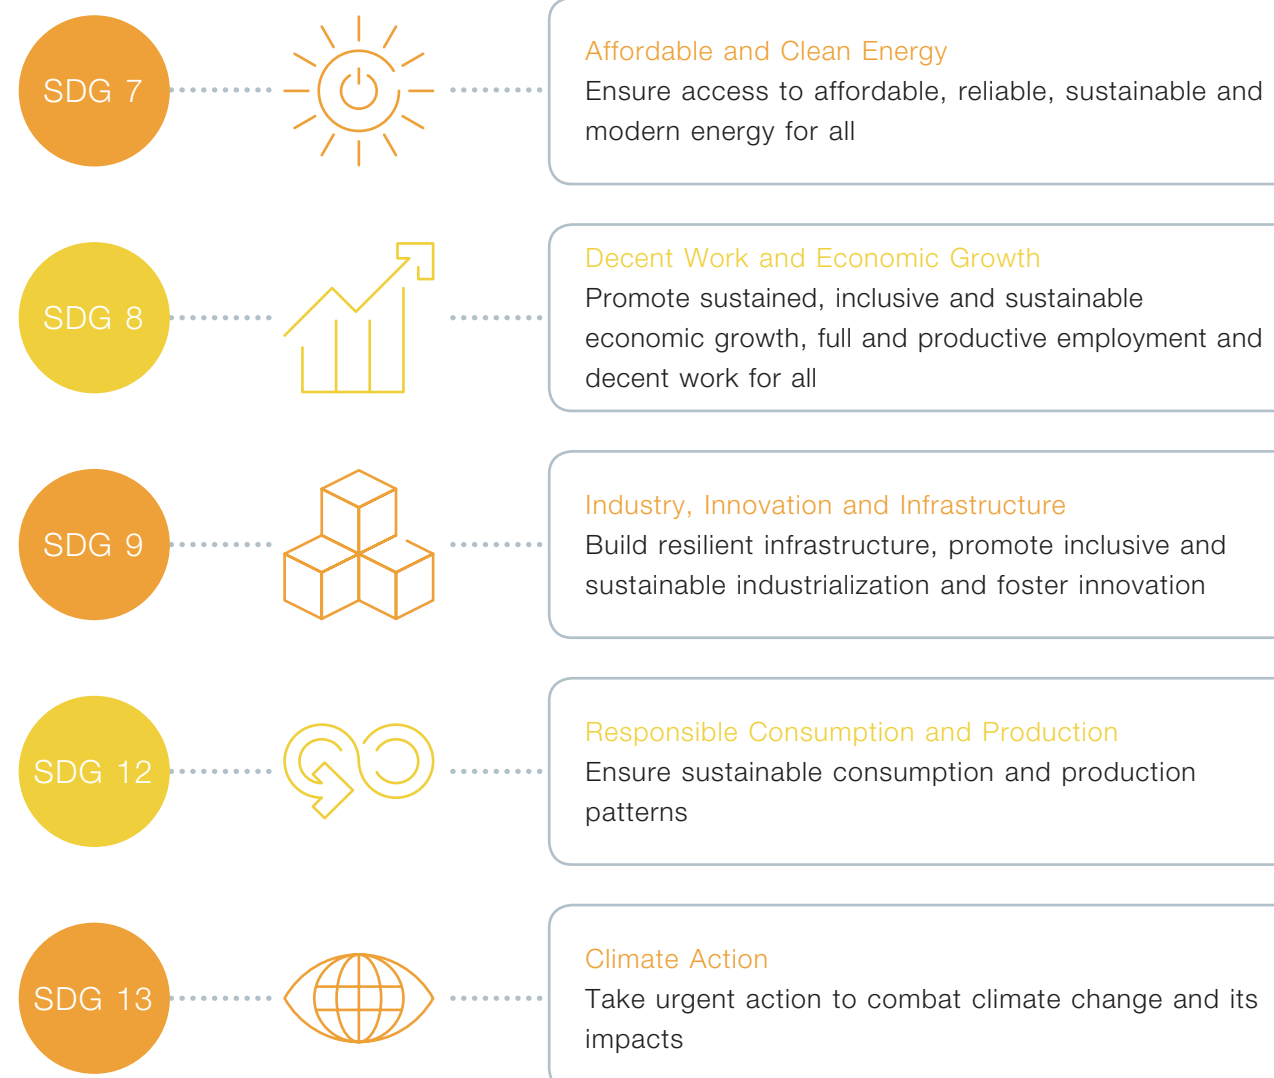 SDG 7
Affordable and Clean Energy
Ensure access to affordable, reliable, sustainable and
modern energy for all
SDG 8
Decent Work and Economic Growth
Promote sustained, inclusive and sustainable
economic growth, full and productive employment and
decent work for all
SDG 9
Industry, Innovation and Infrastructure
Build resilient infrastructure, promote inclusive and
sustainable industrialization and foster innovation
SDG 12
Responsible Consumption and Production
Ensure sustainable consumption and production
patterns
SDG 13
Climate Action
Take urgent action to combat climate change and its
impacts